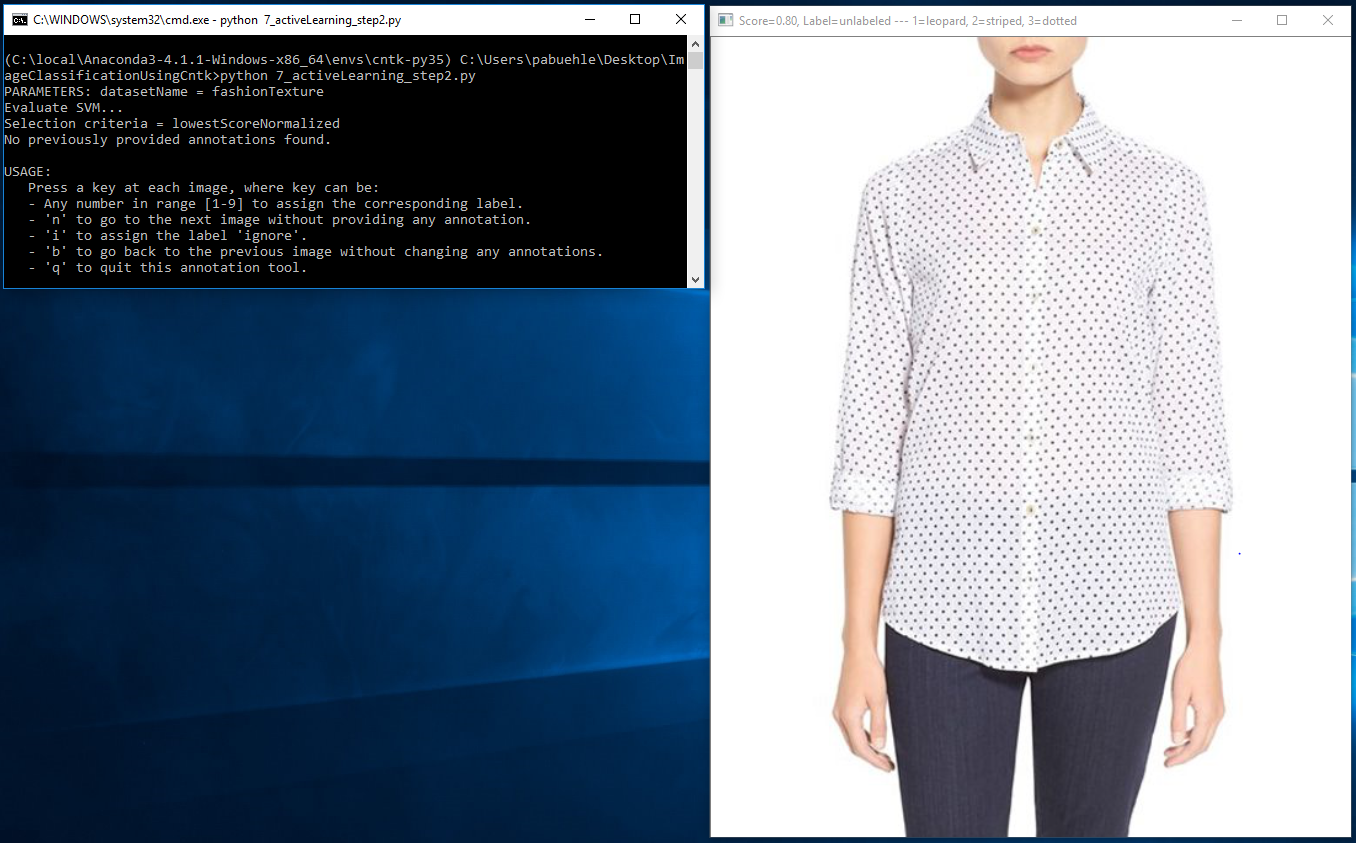 C:\WINDOWS\system32\cmd.exe - python  7_activeLearning_step2.py
(C:\local\Anaconda3-4.1.1-Windows-x86_64\envs\cntk-py35) C:\Users\pabuehle\Desktop\Im
ageClassificationUsingCntk>python 7_activeLearning_step2.py
PARAMETERS: datasetName = fashionTexture
Evaluate SVM...
Selection criteria = lowestScoreNormalized
No previously provided annotations found.
USAGE:
Press a key at each image, where key can be:
- Any number in range [1-9] to assign the corresponding label.
- 'n' to go to the next image without providing any annotation.
- 'i' to assign the label 'ignore'.
- 'b' to go back to the previous image without changing any annotations.
- 'q' to quit this annotation tool.
Score=0.80, Label=unlabeled --- 1=leopard, 2=striped, 3=dotted